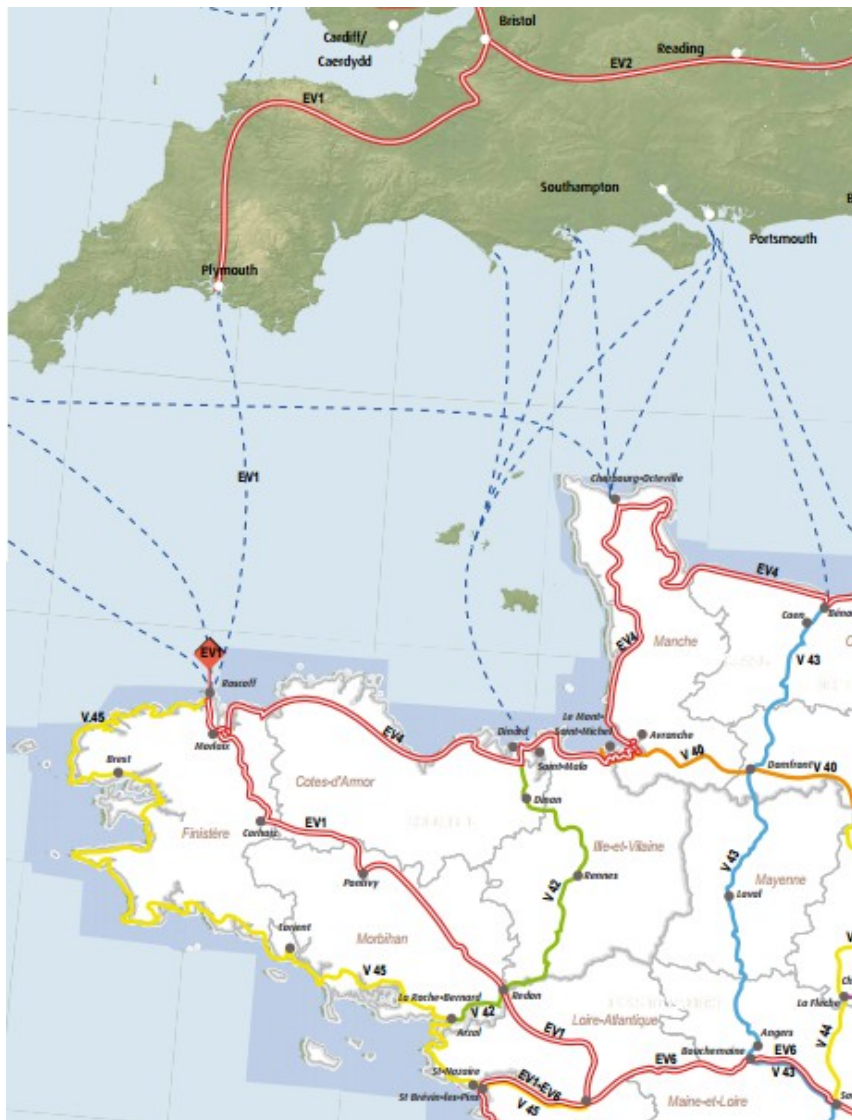 Bristol
Cardiff/
Caerdydd
Reading
EV2
EV1
Southampton
Portsmouth
Plymouth
EV1
Cherbourg-Octeville
EV4
Caen
V 43
EV4
Manche
EV1
Roscoff
V.45
Morlaix
EV4
Dinard
Le Mont-
Saint-Michel
Avranche
Saint-Malo
V 40
Domfront
V 40
Brest
Cotes-d'Armor
Dinan
Finistère
Carhaix
EV1
Ille-et-Vilaine
V 43
Mayenne
Pontivy
V 42
Rennes
Laval
Lorient
Morbihan
V 45
La Roche-Bernard
Redon
V 42
Arzal
Loire-Atlantique
La Flèche
V 44
EV1
Angers
Bouchemaine
EV6
EV6
V 43
St-Nazaire
St Brévin-les-Pins
EV1-EV6
V 45
Maine-et-Loire